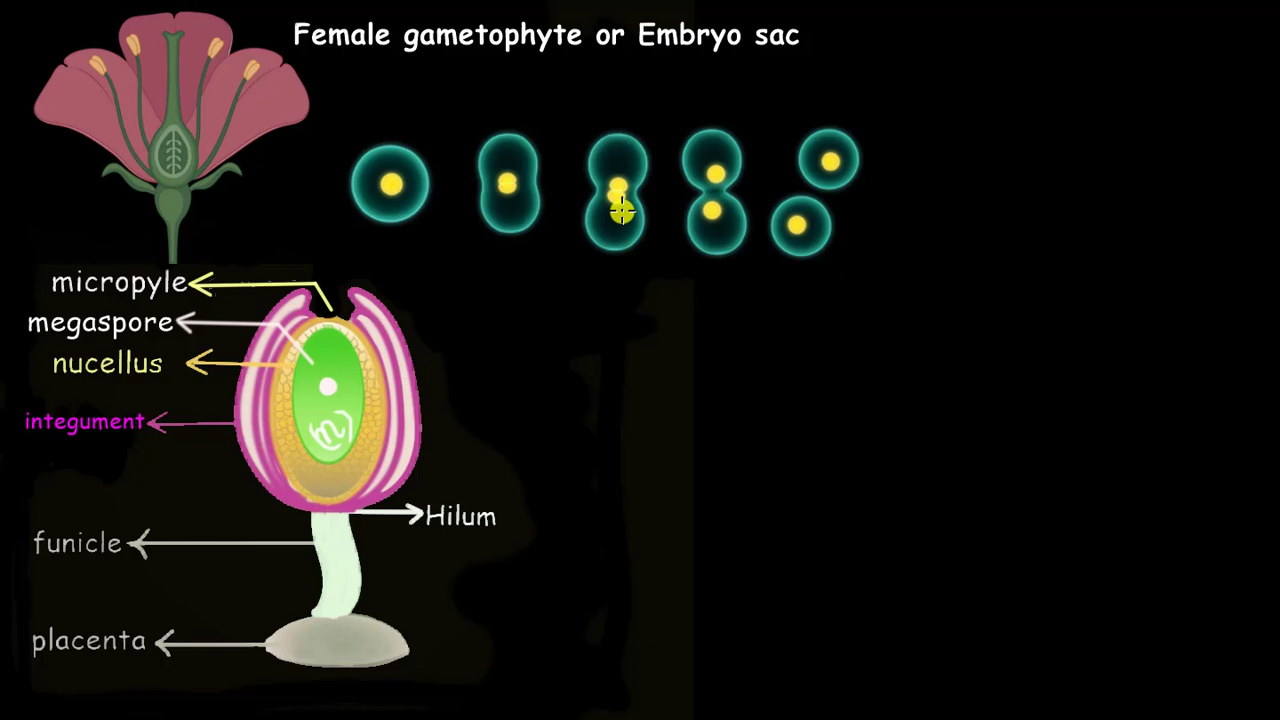 Female gametophyte or Embryo sac
micropyle
megaspore
nucellus
integument
(n)
Hilum
funicle
placenta